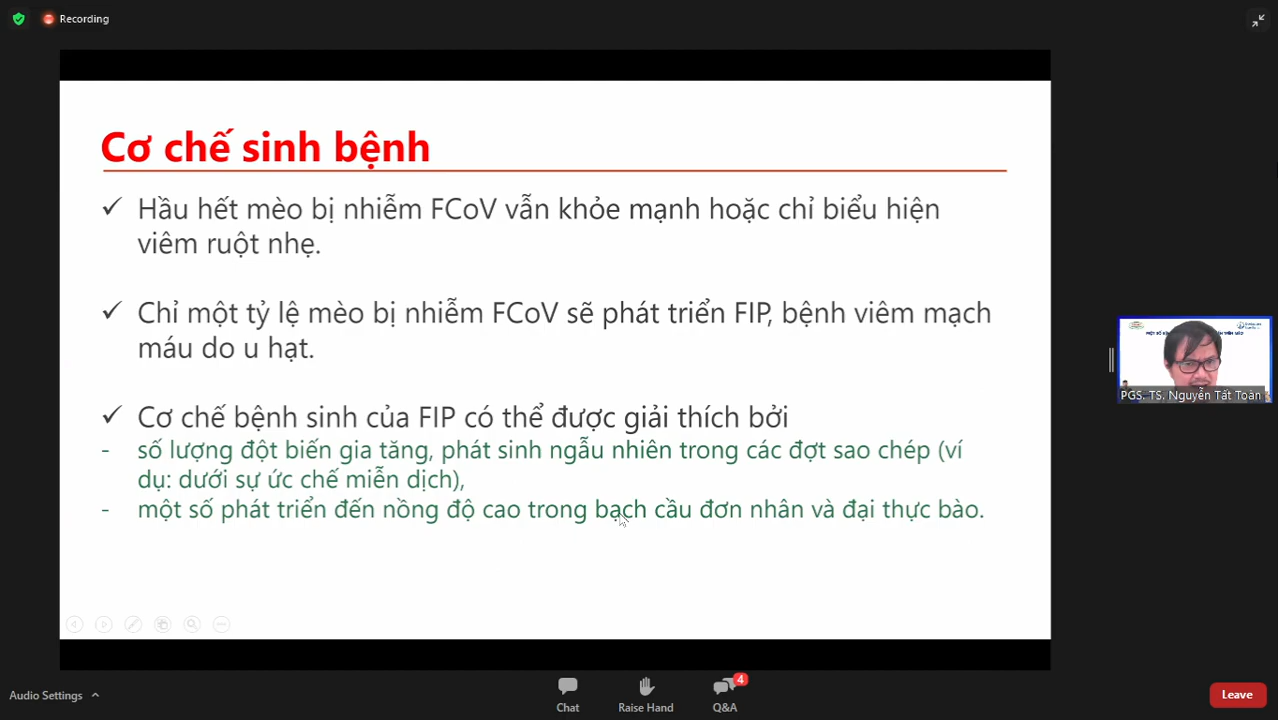 Recording
Cơ chế sinh bệnh
✓ Hầu hết mèo bị nhiễm FCoV vẫn khỏe mạnh hoặc chỉ biểu hiện
viêm ruột nhẹ.
✓ Chỉ một tỷ lệ mèo bị nhiễm FCoV sẽ phát triển FIP, bệnh viêm mạch
máu do u hạt.
✓ Cơ chế bệnh sinh của FIP có thể được giải thích bởi
- số lượng đột biến gia tăng, phát sinh ngẫu nhiên trong các đợt sao chép (ví
dụ: dưới sự ức chế miễn dịch),
- một số phát triển đến nồng độ cao trong bạch cầu đơn nhân và đại thực bào.
PGS. TS. Nguyễn Tất Toàn
Audio Settings
Chat
Raise Hand
4
Q&A
Leave